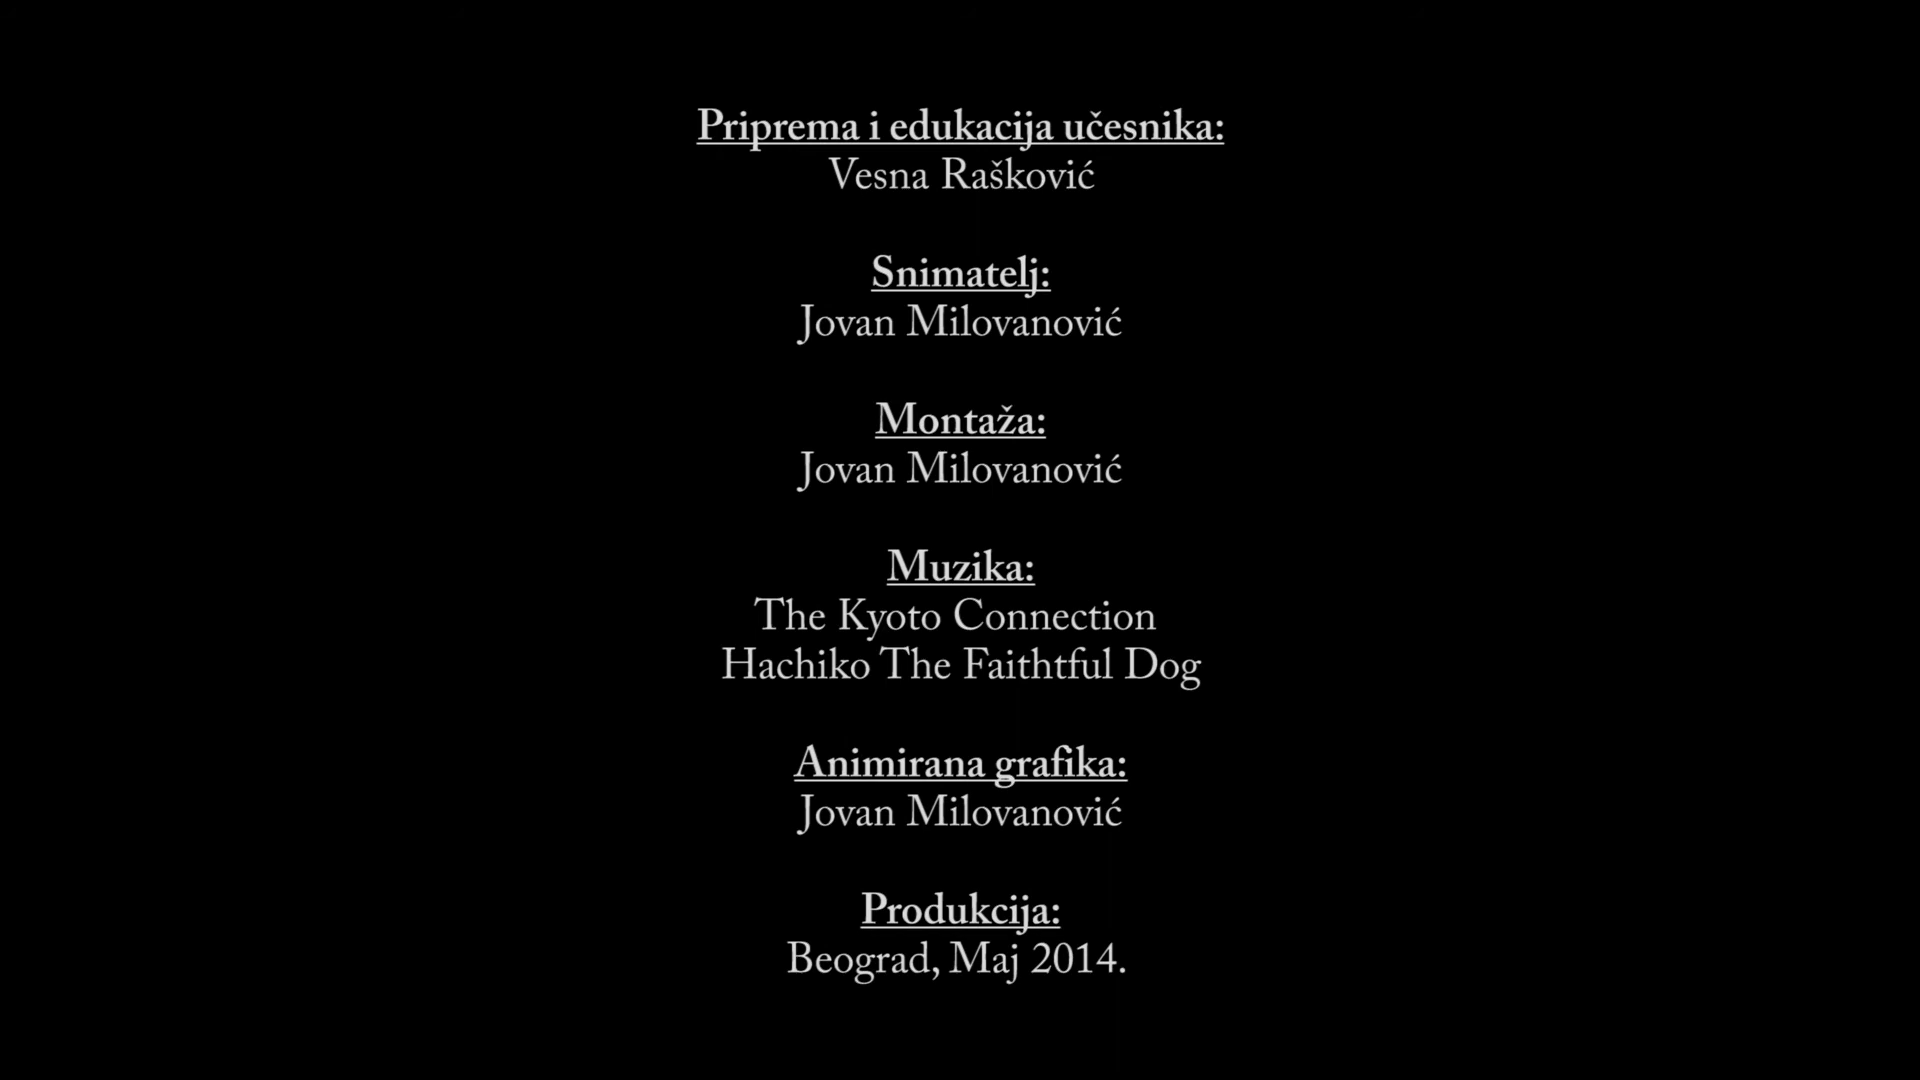 Priprema i edukacija učesnika:
Vesna Rašković
Snimatelj:
Jovan Milovanović
Montaža:
Jovan Milovanović
Muzika:
The Kyoto Connection
Hachiko The Faithtful Dog
Animirana grafika:
Jovan Milovanović
Produkcija:
Beograd, Maj 2014.